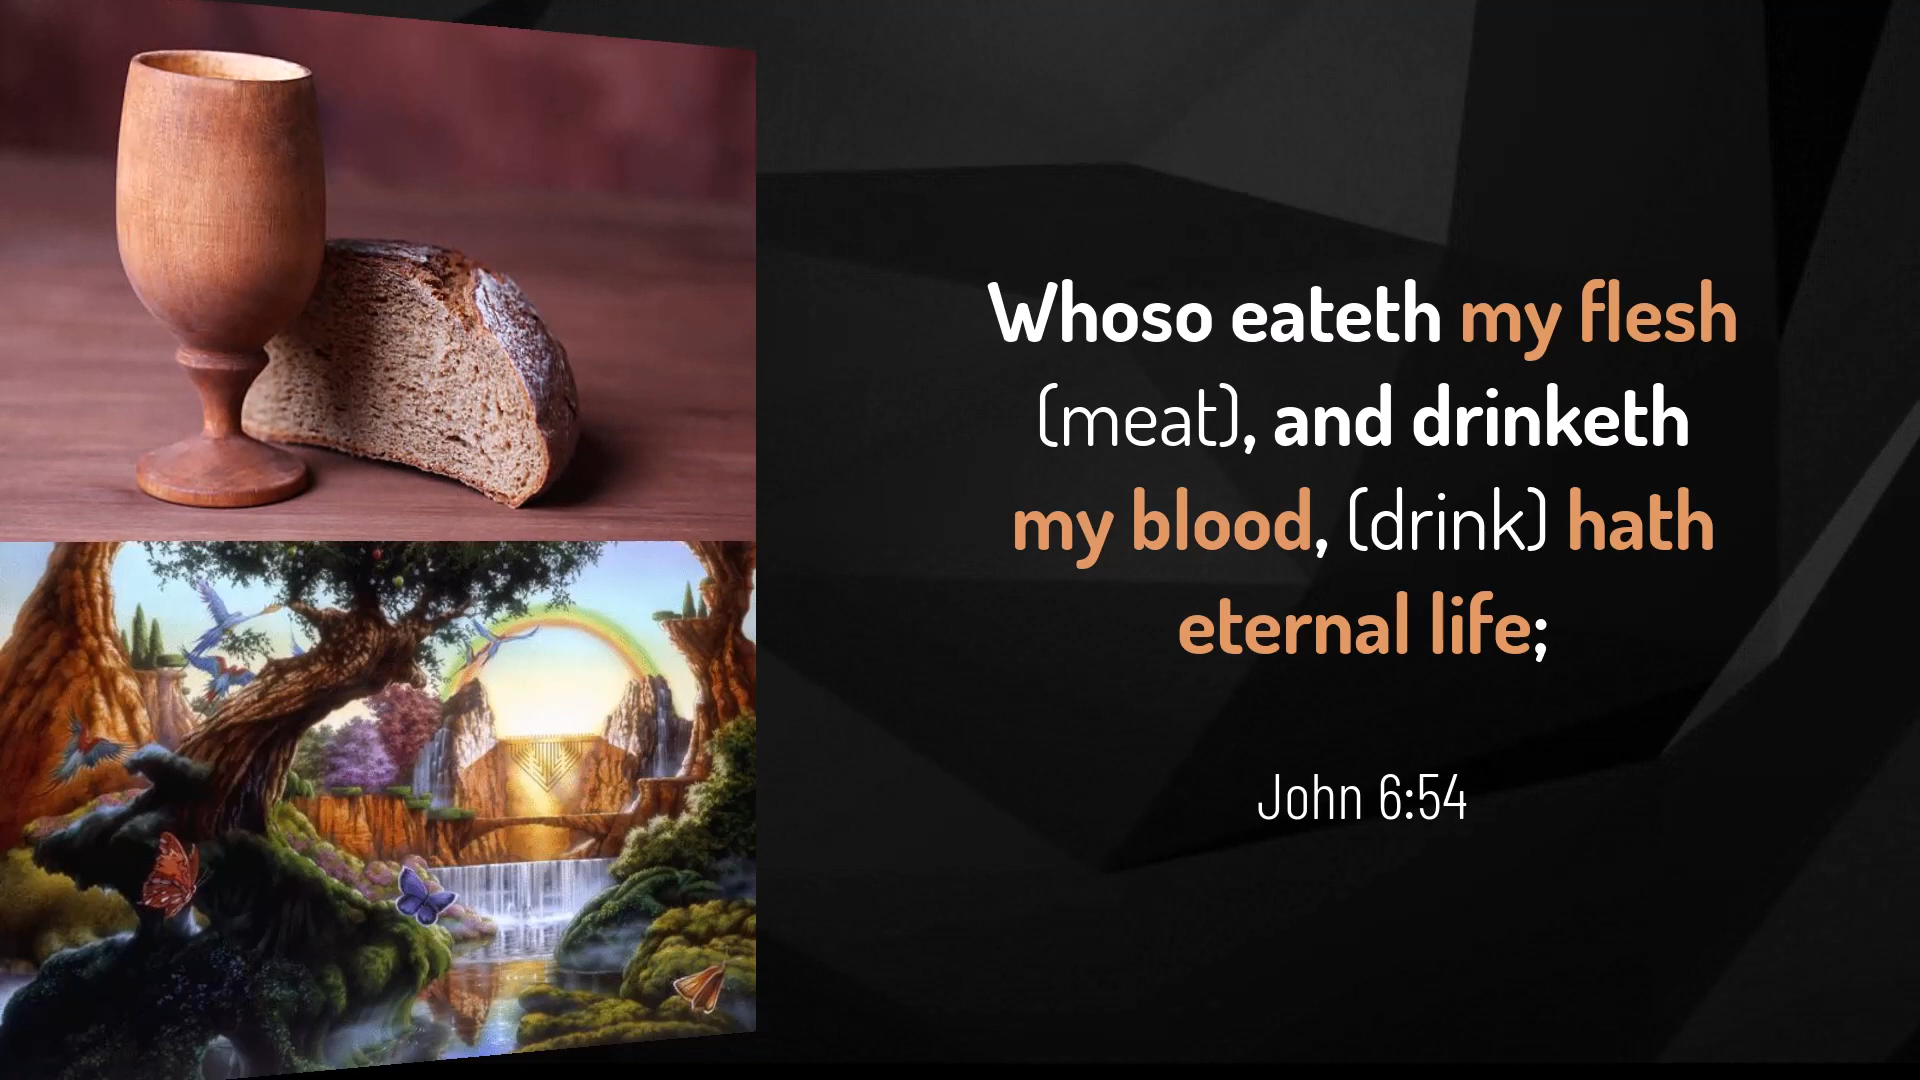 Whoso eateth my flesh
(meat), and drinketh
my blood, (drink) hath
eternal life;
John 6:54